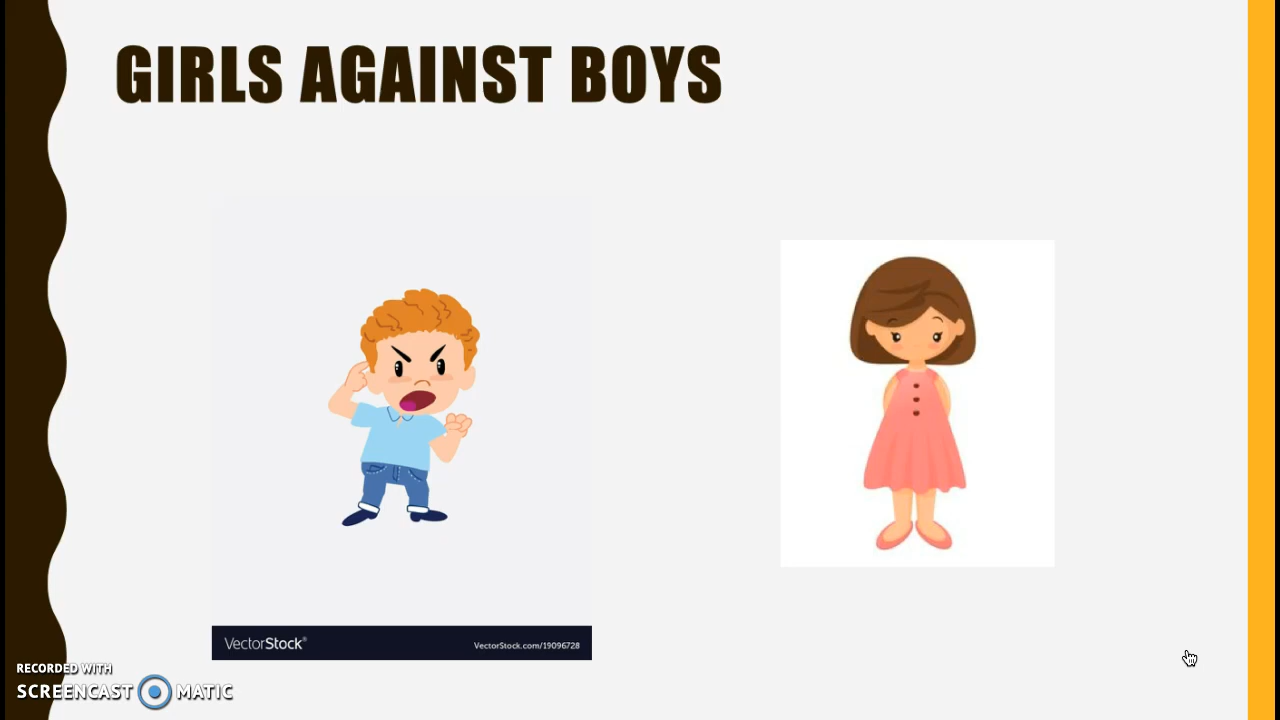 GIRLS AGAINST BOYS
VectorStock®
VectorStock.com/19096728
RECORDED WITH
SCREENCAST MATIC